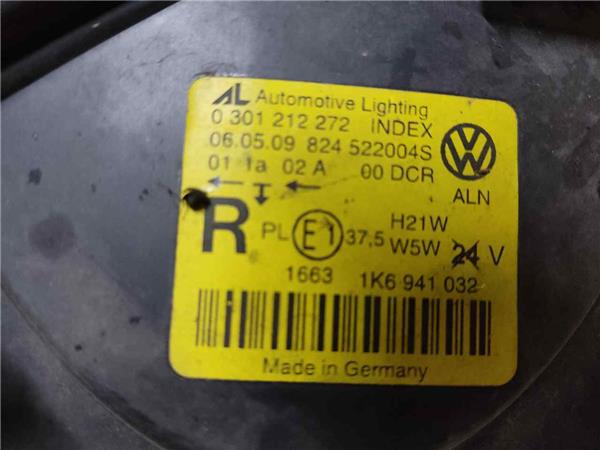 AL Automotive Lighting
0 301 212 272 INDEX
06.05.09 824 522004S
01 1a 02 A 00 DCR
ALN
R PL E1 37,5 H21W
W5W 24 V
1663 1K6 941 032
Made in Germany